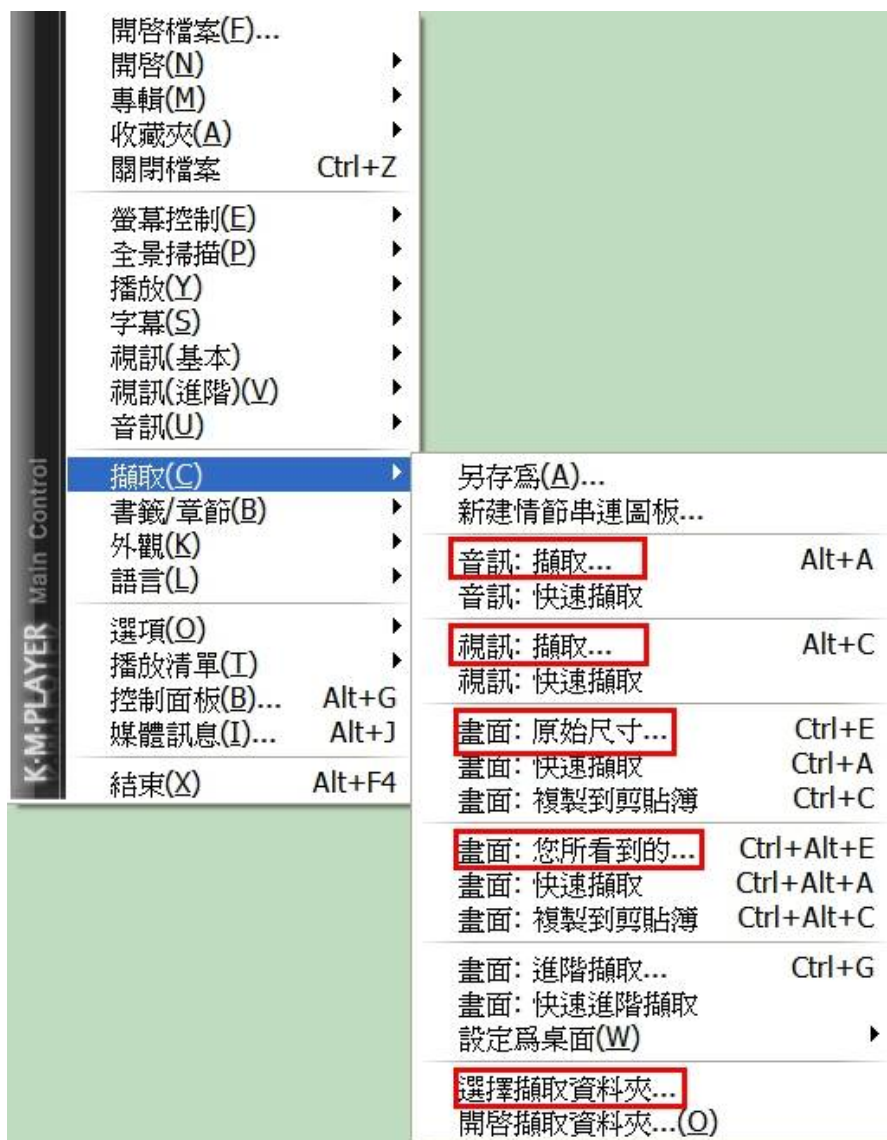 開啓檔案(F)...
開啓(N)
專輯(M)
收藏夾(A)
關閉檔案 Ctrl+Z
螢幕控制(E)
全景掃描(P)
播放(Y)
字幕(S)
視訊(基本)
視訊(進階)(V)
音訊(U)
擷取(C)
書籤/章節(B)
外觀(K)
語言(L)
選項(O)
播放清單(T)
控制面板(B)... Alt+G
媒體訊息(I)... Alt+J
結束(X) Alt+F4
K·M·PLAYER Main Control
另存爲(A)...
新建情節串連圖板...
音訊: 擷取... Alt+A
音訊: 快速擷取
視訊: 擷取... Alt+C
視訊: 快速擷取
畫面: 原始尺寸... Ctrl+E
畫面: 快速擷取 Ctrl+A
畫面: 複製到剪貼簿 Ctrl+C
畫面: 您所看到的... Ctrl+Alt+E
畫面: 快速擷取 Ctrl+Alt+A
畫面: 複製到剪貼簿 Ctrl+Alt+C
畫面: 進階擷取... Ctrl+G
畫面: 快速進階擷取
設定爲桌面(W)
選擇擷取資料夾...
開啓擷取資料夾...(O)